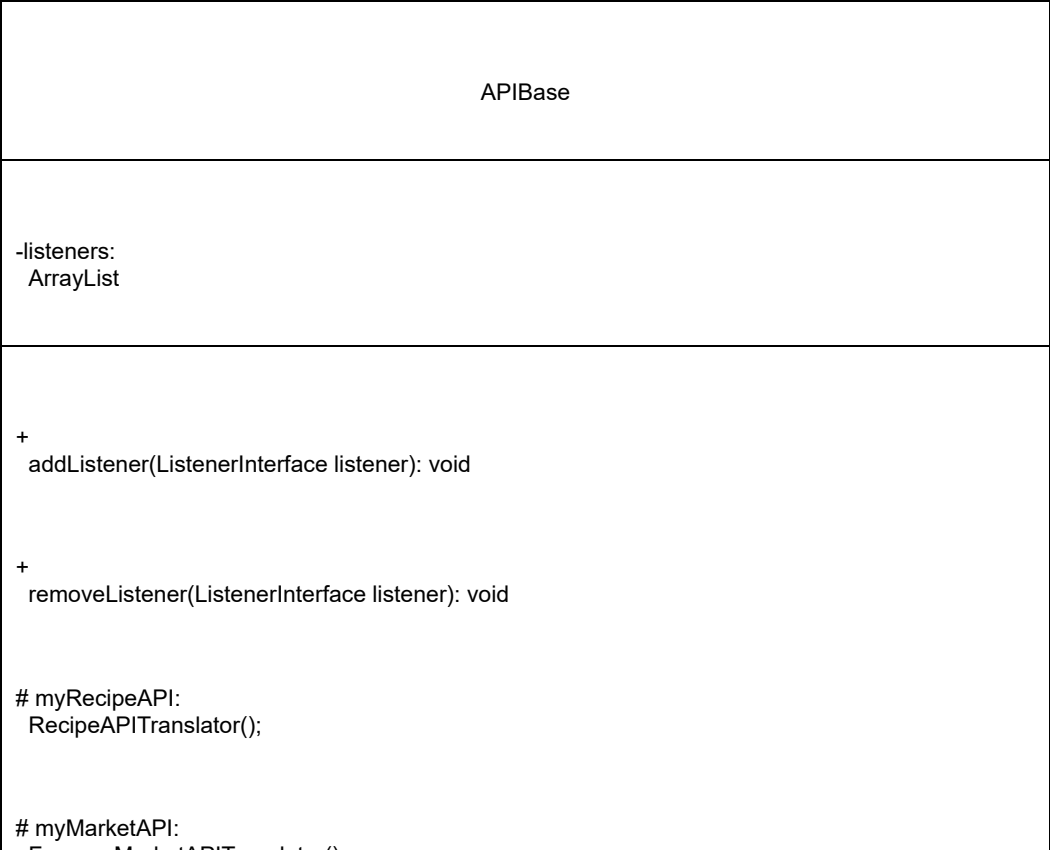 APIBase
-listeners:
ArrayList
+
addListener(ListenerInterface listener): void
+
removeListener(ListenerInterface listener): void
# myRecipeAPI:
RecipeAPITranslator();
# myMarketAPI: